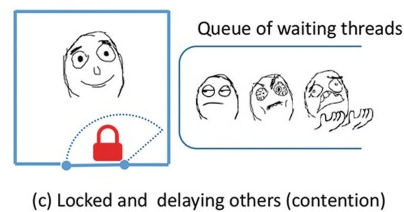 Queue of waiting threads
(c) Locked and delaying others (contention)